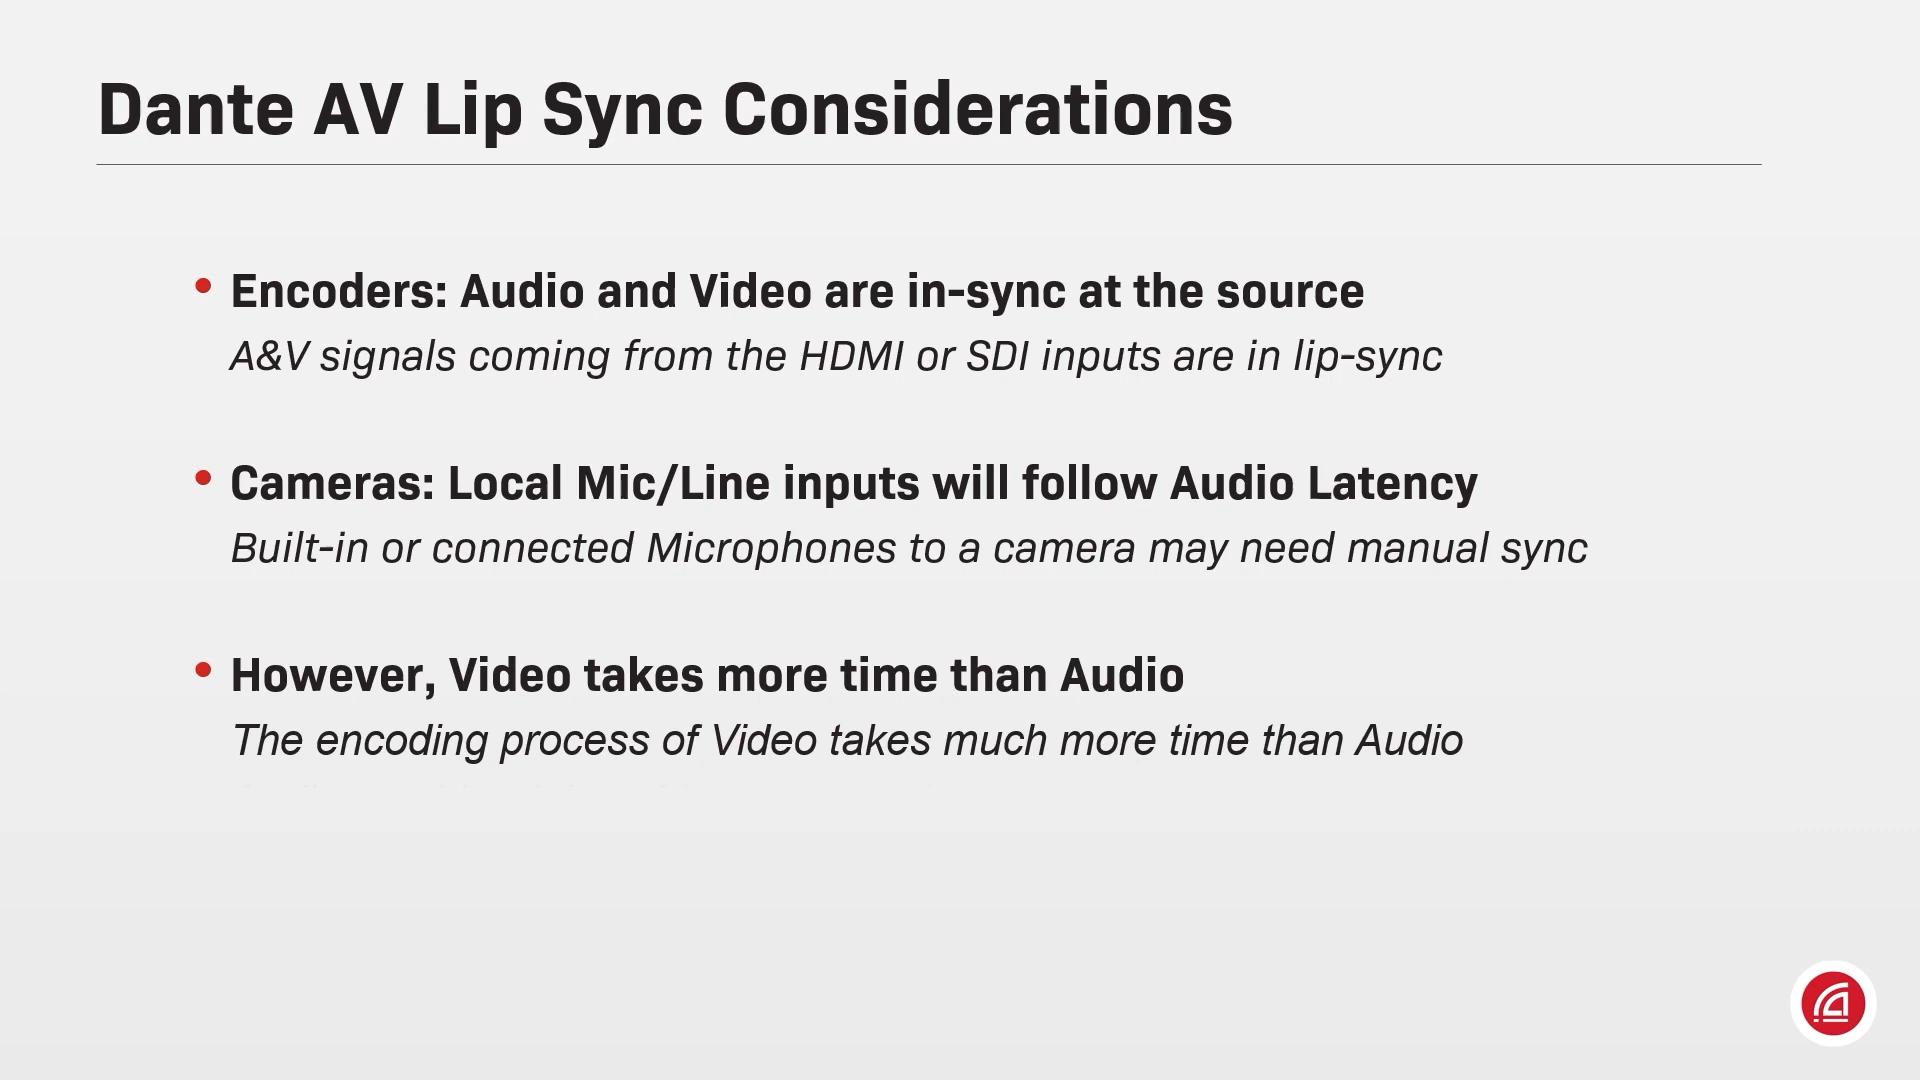 Dante AV Lip Sync Considerations
• Encoders: Audio and Video are in-sync at the source
A&V signals coming from the HDMI or SDI inputs are in lip-sync
• Cameras: Local Mic/Line inputs will follow Audio Latency
Built-in or connected Microphones to a camera may need manual sync
• However, Video takes more time than Audio
The encoding process of Video takes much more time than Audio